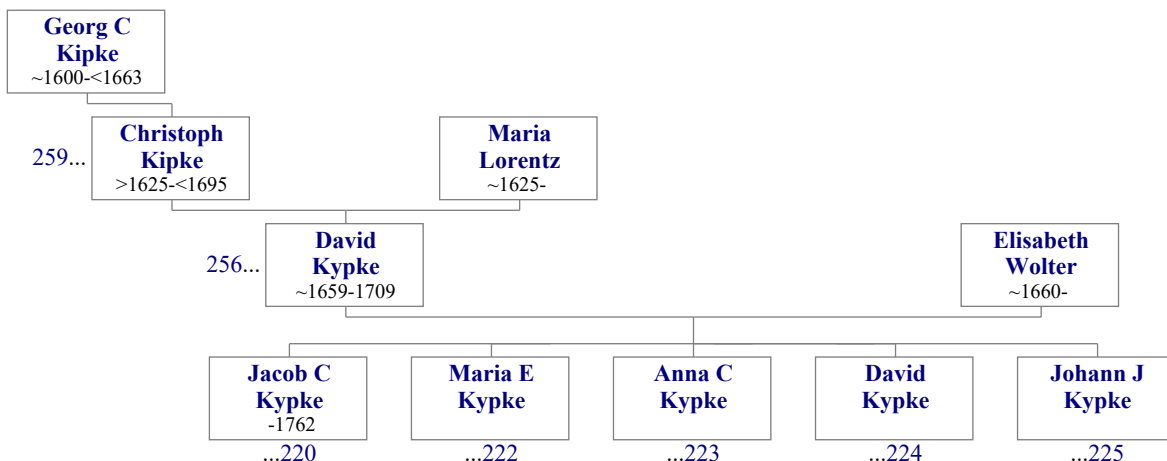 Georg C
Kipke
~1600-<1663
259...
Christoph
Kipke
>1625-<1695
Maria
Lorentz
~1625-
256...
David
Kypke
~1659-1709
Elisabeth
Wolter
~1660-
Jacob C
Kypke
-1762
...220
Maria E
Kypke
...222
Anna C
Kypke
...223
David
Kypke
...224
Johann J
Kypke
...225